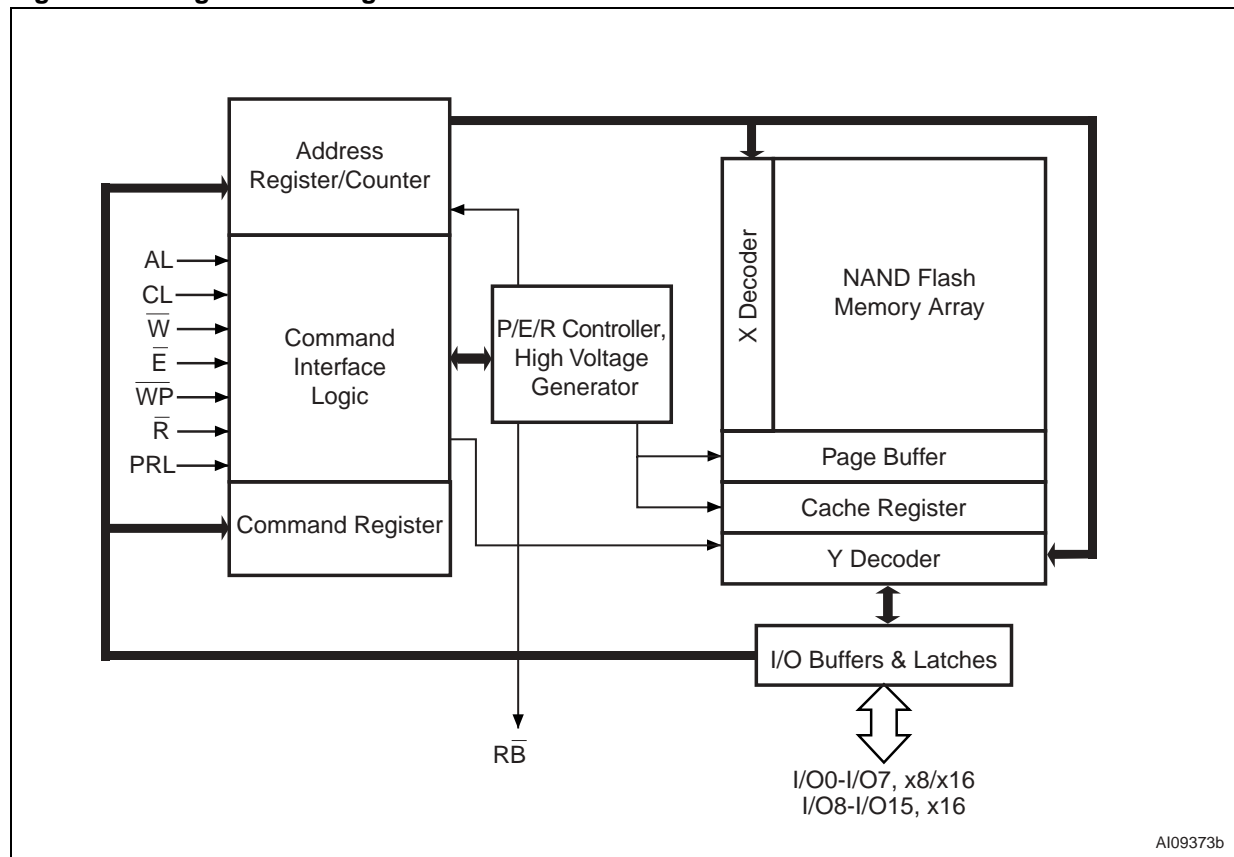 Address
Register/Counter
AL
CL
W̅
E̅
W̅P̅
R̅
PRL
Command
Interface
Logic
Command Register
P/E/R Controller,
High Voltage
Generator
RB̅
X Decoder
NAND Flash
Memory Array
Page Buffer
Cache Register
Y Decoder
I/O Buffers & Latches
I/O0-I/O7, x8/x16
I/O8-I/O15, x16
AI09373b